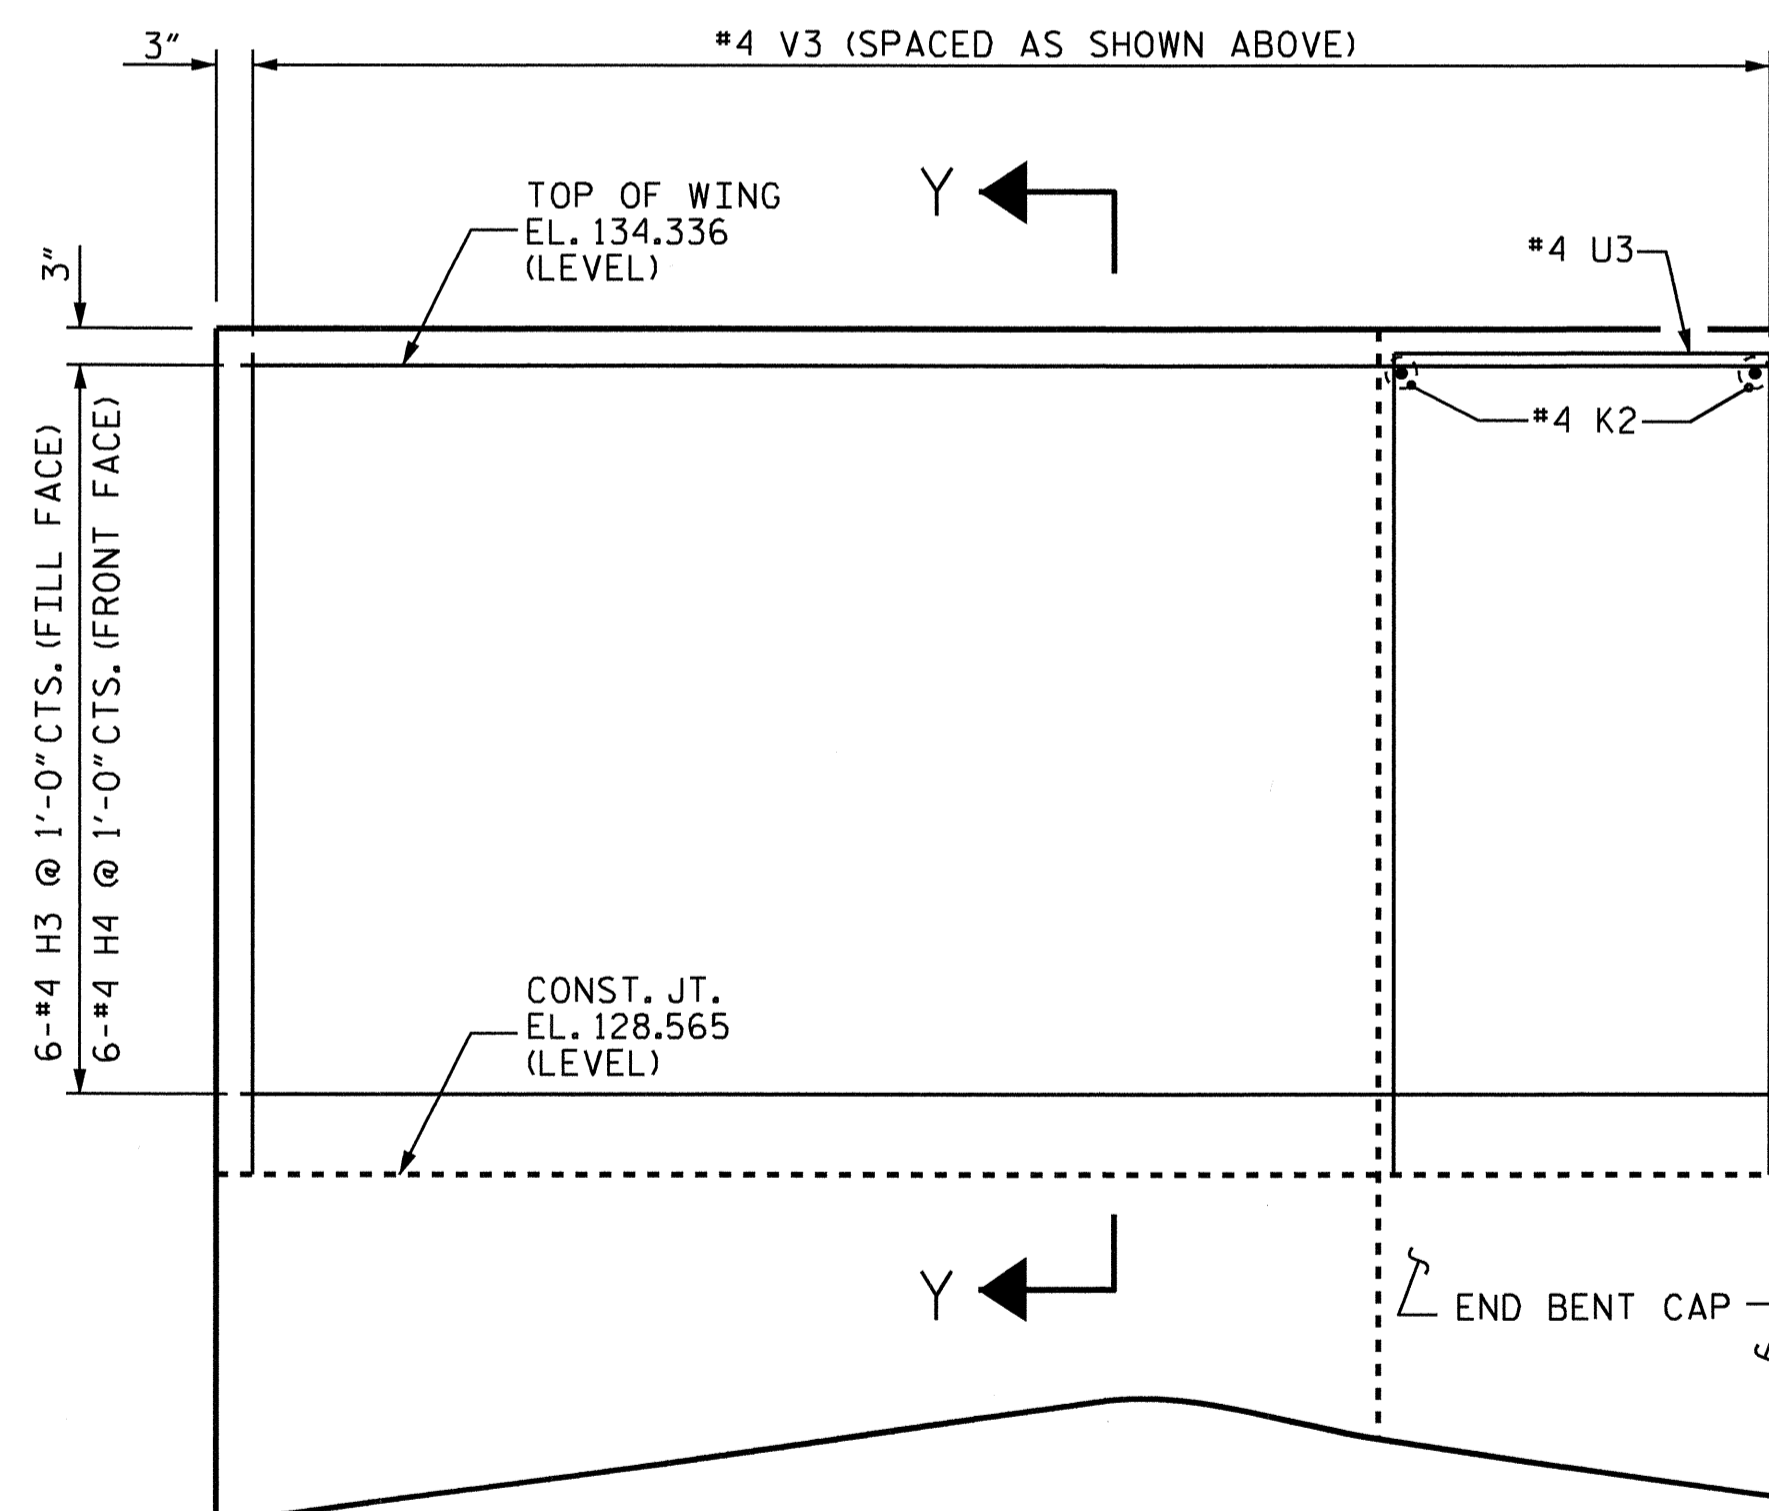 3″
#4 V3 (SPACED AS SHOWN ABOVE)
TOP OF WING
EL. 134.336
(LEVEL)
Y
#4 U3
3″
#4 K2
6-#4 H3 @ 1′-0″CTS. (FILL FACE)
6-#4 H4 @ 1′-0″CTS. (FRONT FACE)
CONST. JT.
EL. 128.565
(LEVEL)
Y
END BENT CAP